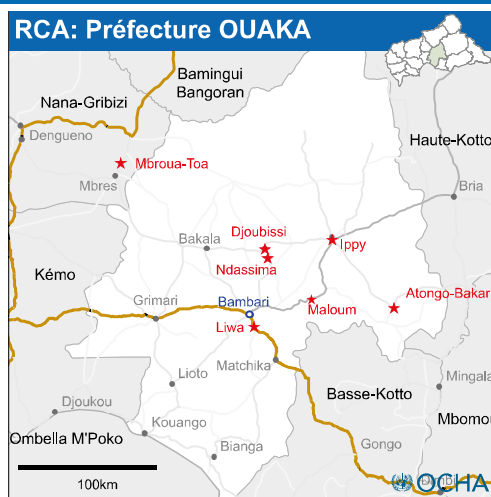 RCA: Préfecture OUAKA
Bamingui
Bangoran
Nana-Gribizi
Dengueno
Haute-Kotto
Mbroua-Toa
Mbres
Bria
Djoubissi
Ippy
Bakala
Ndassima
Kémo
Atongo-Bakar
Grimari
Bambari
Maloum
Liwa
Matchika
Lioto
Mingala
Basse-Kotto
Djoukou
Mbomou
Kouango
Ombella M'Poko
Gongo
Bianga
100km
OCHA